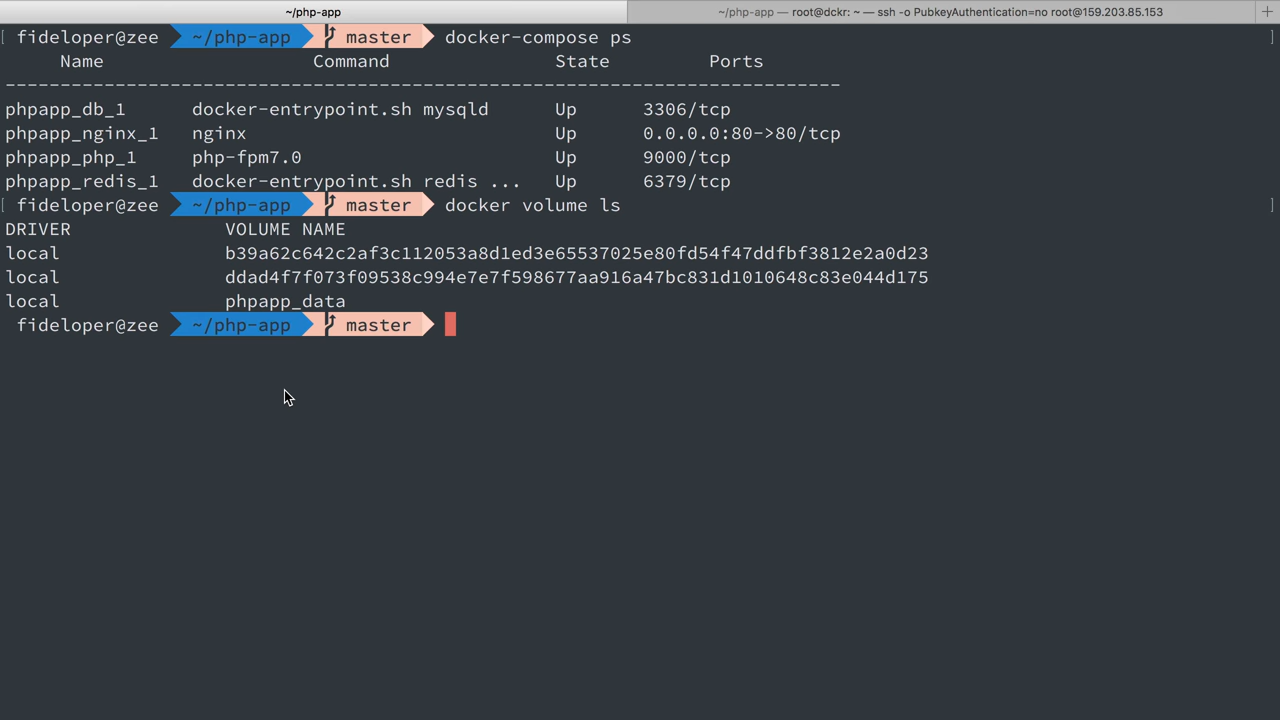 ~/php-app
~/php-app — root@dckr: ~ — ssh -o PubkeyAuthentication=no root@159.203.85.153
fideloper@zee ~/php-app master docker-compose ps
Name Command State Ports
-----------------------------------------------------------------------------
phpapp_db_1 docker-entrypoint.sh mysqld Up 3306/tcp
phpapp_nginx_1 nginx Up 0.0.0.0:80->80/tcp
phpapp_php_1 php-fpm7.0 Up 9000/tcp
phpapp_redis_1 docker-entrypoint.sh redis ... Up 6379/tcp
fideloper@zee ~/php-app master docker volume ls
DRIVER VOLUME NAME
local b39a62c642c2af3c112053a8d1ed3e65537025e80fd54f47ddfbf3812e2a0d23
local ddad4f7f073f09538c994e7e7f598677aa916a47bc831d1010648c83e044d175
local phpapp_data
fideloper@zee ~/php-app master